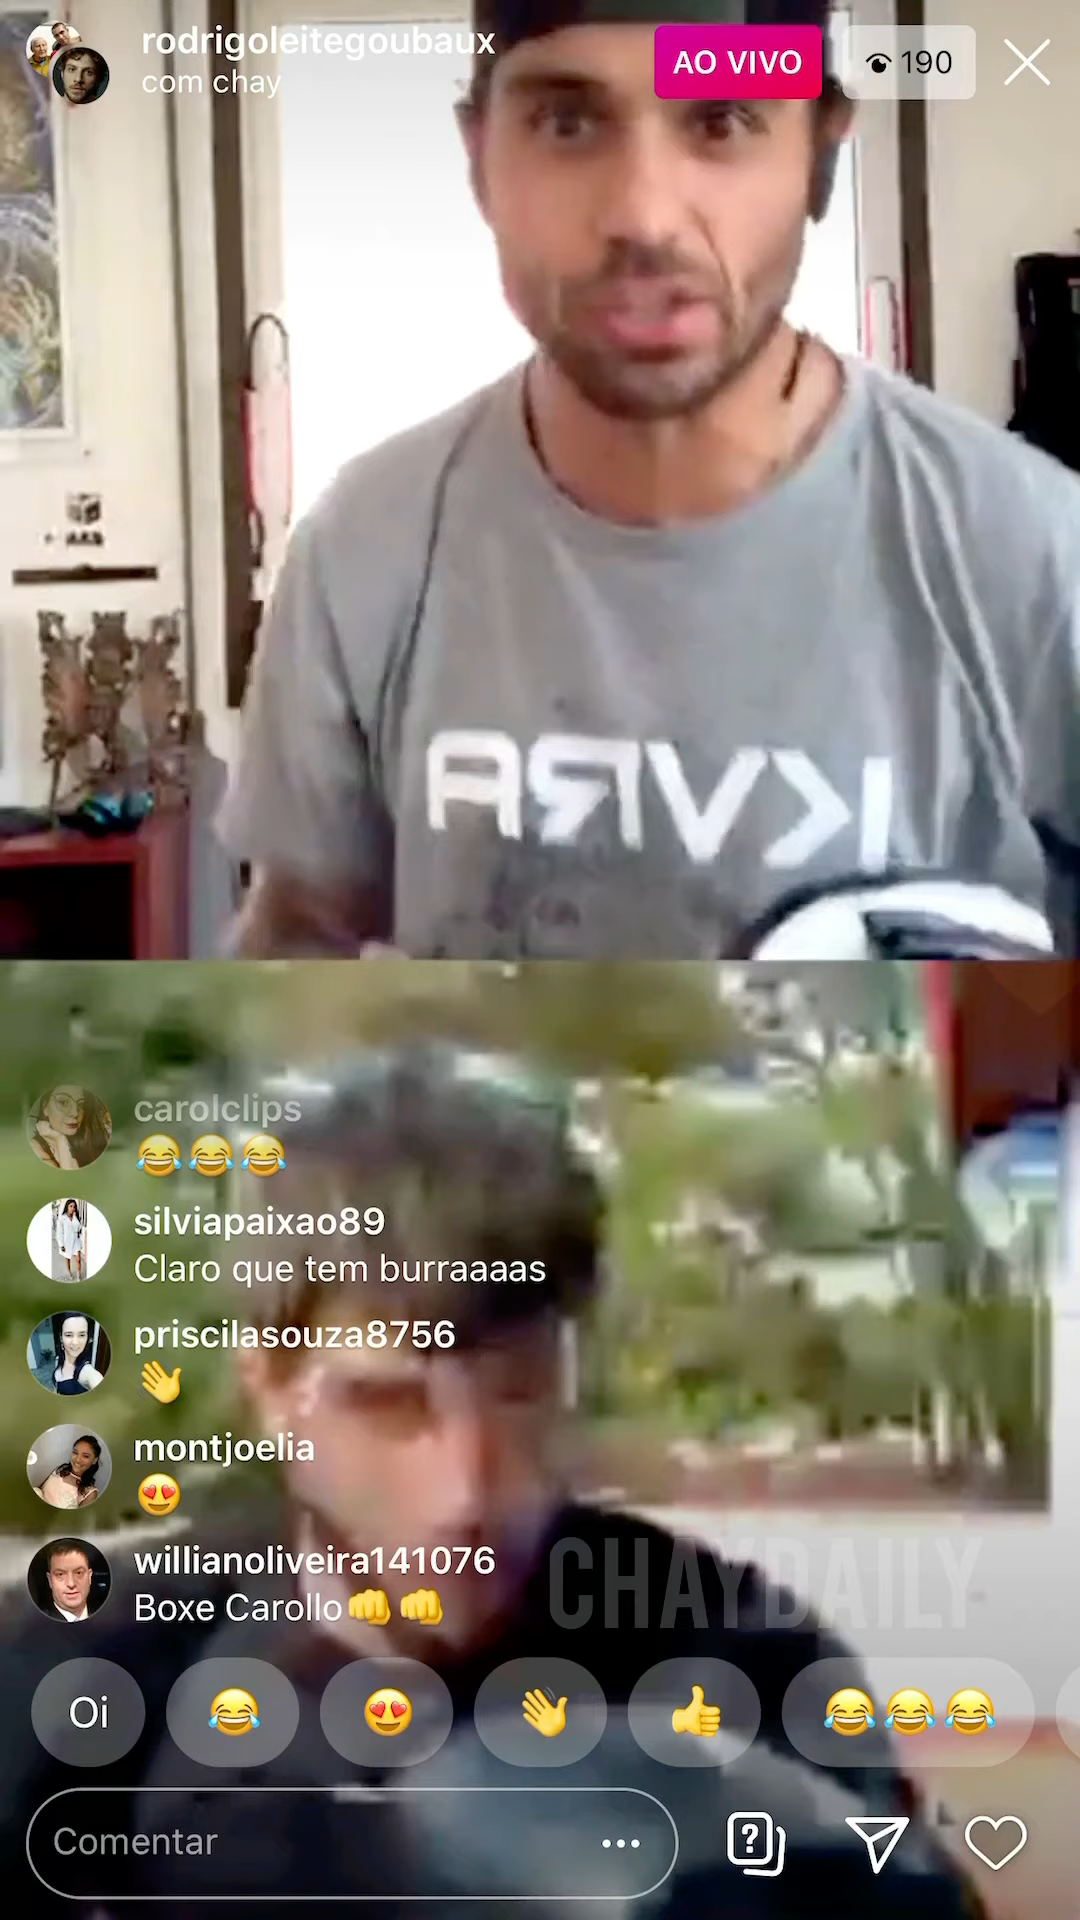 rodrigoleitegoubaux
com chay
AO VIVO
190
carolclips
😂😂😂
silviapaixao89
Claro que tem burraaaas
priscilasouza8756
👋
montjoelia
😍
willianoliveira141076
Boxe Carollo👊👊
CHAYDAILY
Oi
😂
😍
👋
👍
😂😂😂
Comentar